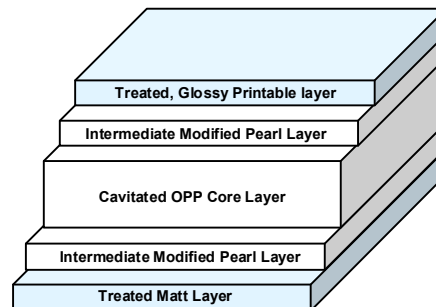 Treated, Glossy Printable layer
Intermediate Modified Pearl Layer
Cavitated OPP Core Layer
Intermediate Modified Pearl Layer
Treated Matt Layer